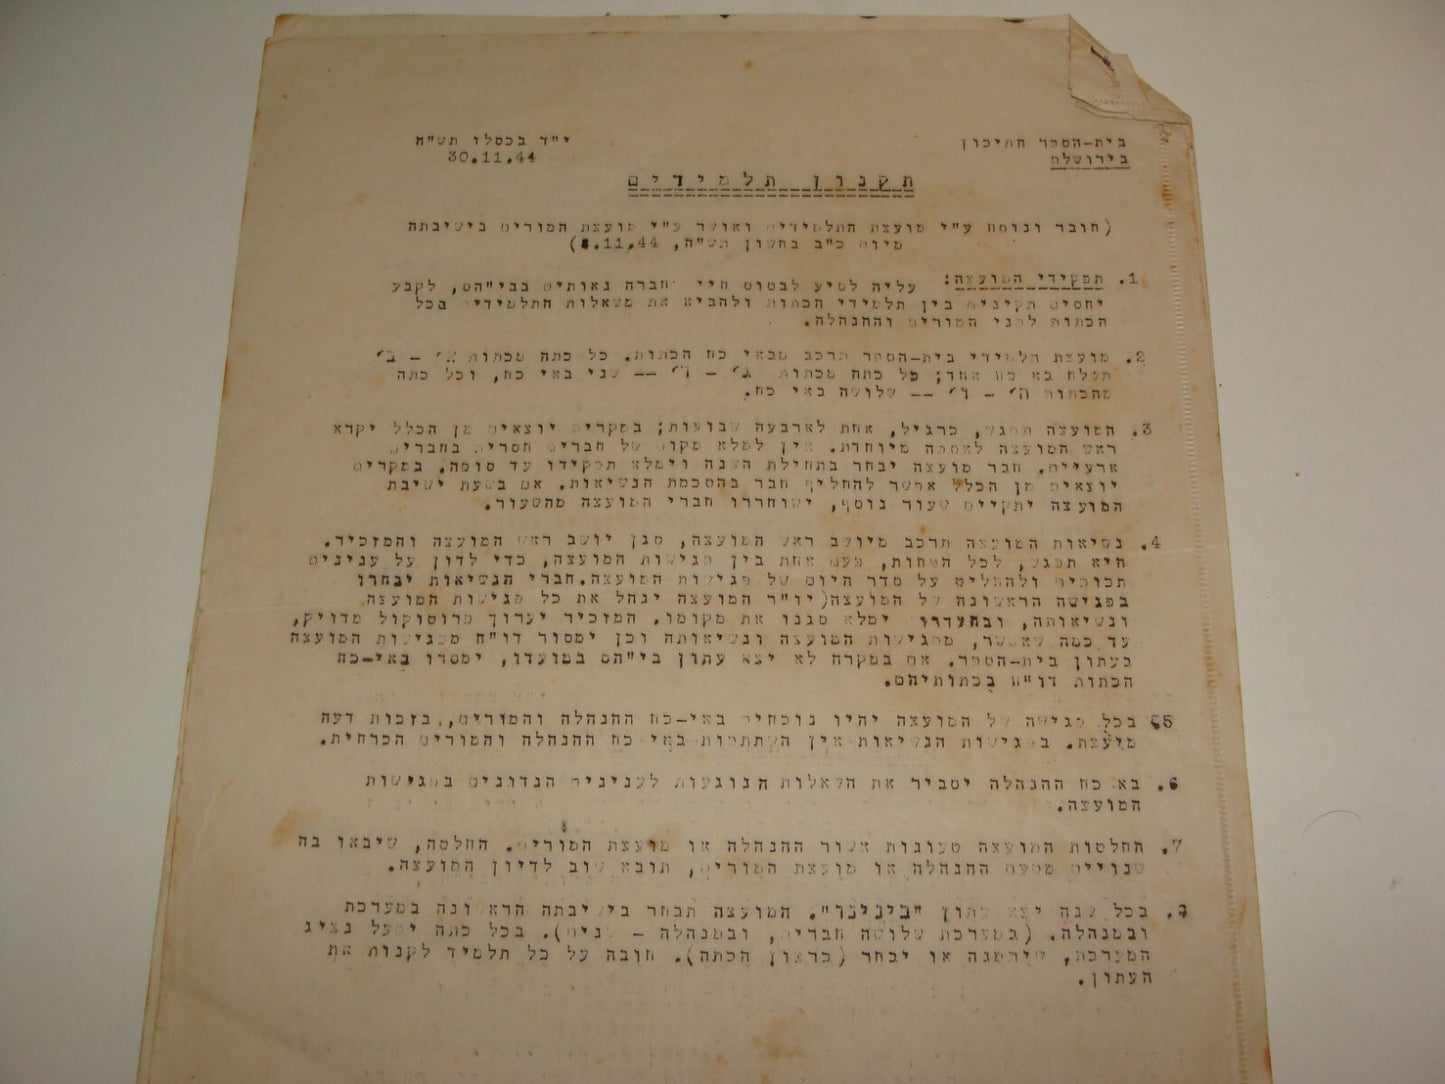 בית-הספר התיכון
בירושלם
י"ד בכסלו תש"ה
30.11.44
תקנון תלמידים
(חובר ונוסח ע"י מועצת התלמידים ואושר ע"י מועצת המורים בישיבתה
מיום כ"ב בחשון תש"ה, 8.11.44)
1. תפקידי המועצה: עליה לסיע לבסוס חיי חברה נאותים בבי"הס, לקבע
יחסים תקינים בין תלמידי הכתות ולהביא את משאלות התלמידים בכל
הכתות לפני המורים וההנהלה.
2. מועצת תלמידי בית-הספר תרכב מבאי כח הכתות. כל כתה מכתות א' - ב'
תשלח בא כח אחד; כל כתה מכתות ג' - ד' -- שני באי כח, וכל כתה
מהכתות ה' - ו' -- שלושה באי כח.
3. המועצה תפגש, כרגיל, אחת לארבעה שבועות; במקרים יוצאים מן הכלל יקרא
ראש המועצה לאספה מיוחדת. אין למלא מקום של חברים חסרים בחברים
ארעיים. חבר מועצה יבחר בתחילת השנה וימלא תפקידו עד סופה. במקרים
יוצאים מן הכלל אפשר להחליף חבר בהסכמת הנשיאות. אם בשעת ישיבת
המועצה יתקיים שעור נוסף, ישוחררו חברי המועצה מהשעור.
4. נשיאות המועצה תרכב מיושב ראש המועצה, סגן יושב ראש המועצה והמזכיר.
היא תפגש, לכל הפחות, פעם אחת בין פגישות המועצה, כדי לדון על ענינים
תכופים ולהחליט על סדר היום של פגישות המועצה.חברי הנשיאות יבחרו
בפגישה הראשונה של המועצה(יו"ר המועצה ינהל את כל פגישות המועצה
ונשיאותה, ובהעדרו ימלא סגנו את מקומו. המזכיר יערוך פרוטוקול מדויק,
עד כמה שאפשר, מפגישות המועצה ונשיאותה וכן ימסור דו"ח מפגישות המועצה
בעתון בית-הספר. אם במקרה לא יצא עתון בי"הס במועדו, ימסרו באי-כח
הכתות דו"ח בכתותיהם.
5. בכל פגישה של המועצה יהיו נוכחים באי-כח ההנהלה והמורים, בזכות דעה
מיעצת. בפגישות הנשיאות אין השתתפות באי כח ההנהלה והמורים הכרחית.
6. בא כח ההנהלה יסביר את השאלות הנוגעות לענינים הנדונים בפגישות
המועצה.
7. החלטות המועצה טעונות אשור ההנהלה או מועצת המורים. החלטה, שיבאו בה
שנויים מטעם ההנהלה או מועצת המורים, תובא שוב לדיון המועצה.
בכל שנה יצא עתון "בינינו". המועצה תבחר בישיבתה הראשונה במערכת
ובמנהלה. (במערכת שלושה חברים, ובמנהלה - שנים). בכל כתה יפעל נציג
המערכת, שיתמנה או יבחר (כרצון הכתה). חובה על כל תלמיד לקנות את
העתון.